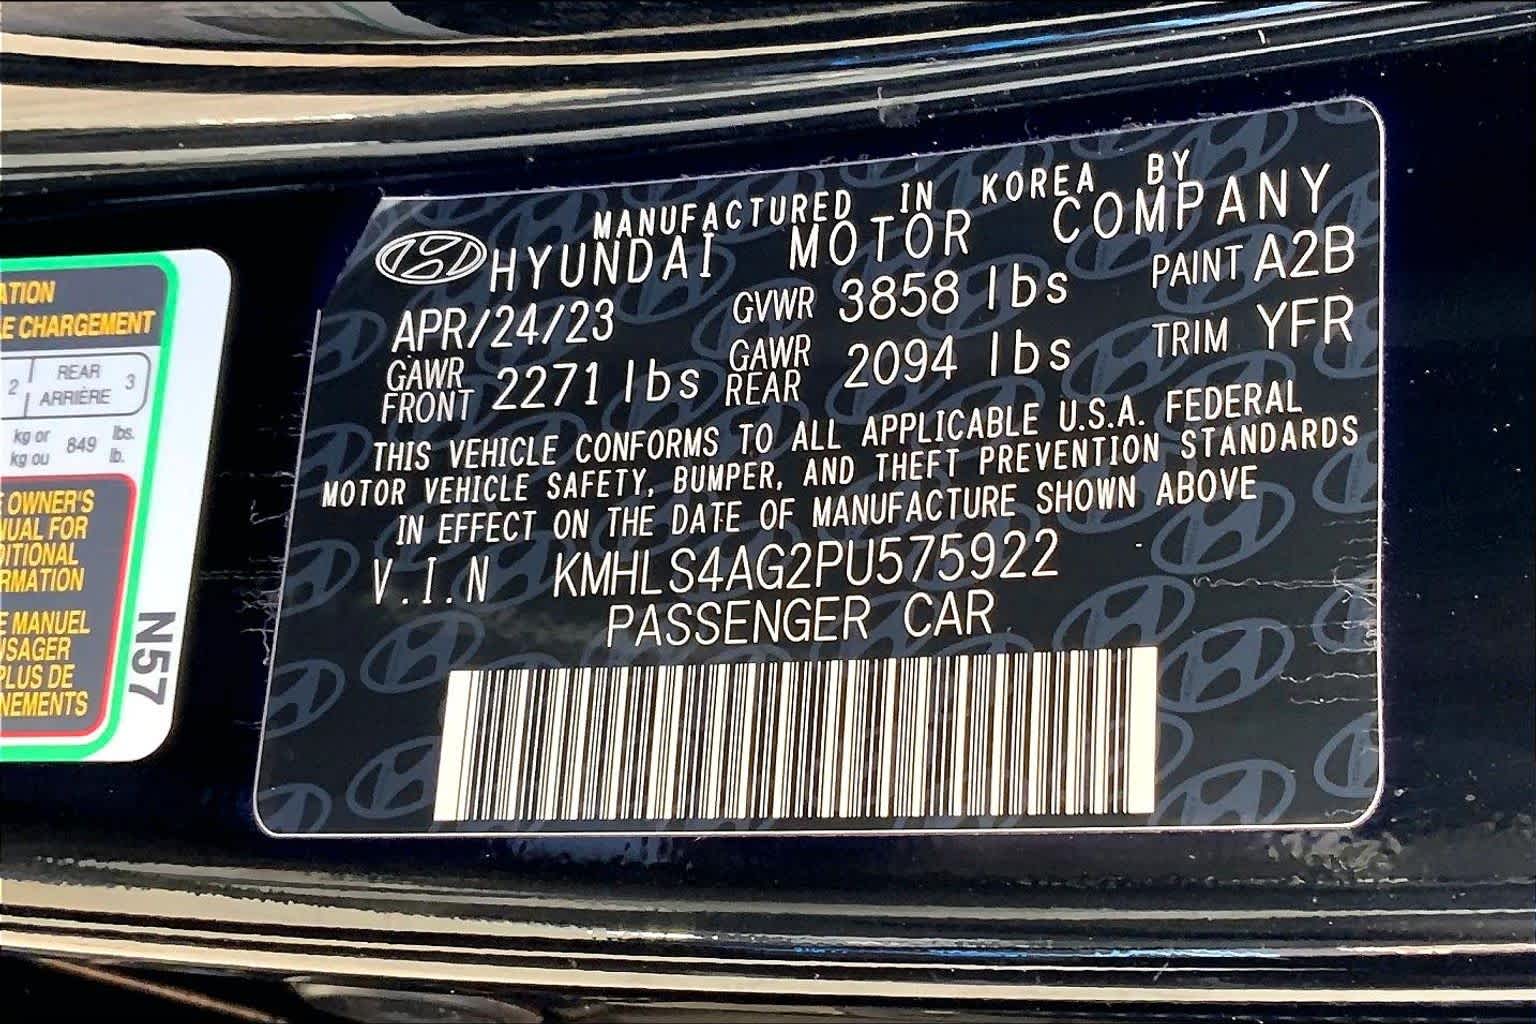 ATION
E CHARGEMENT
2 REAR 3
ARRIÈRE
kg or 849 lbs.
kg ou lb.
E OWNER'S
NUAL FOR
DITIONAL
RMATION
E MANUEL
USAGER
PLUS DE
NEMENTS
N57
MANUFACTURED IN KOREA BY
HYUNDAI MOTOR COMPANY
APR/24/23 GVWR 3858 lbs PAINT A2B
GAWR FRONT 2271 lbs GAWR REAR 2094 lbs TRIM YFR
THIS VEHICLE CONFORMS TO ALL APPLICABLE U.S.A. FEDERAL
MOTOR VEHICLE SAFETY, BUMPER, AND THEFT PREVENTION STANDARDS
IN EFFECT ON THE DATE OF MANUFACTURE SHOWN ABOVE
V.I.N KMHLS4AG2PU575922
PASSENGER CAR